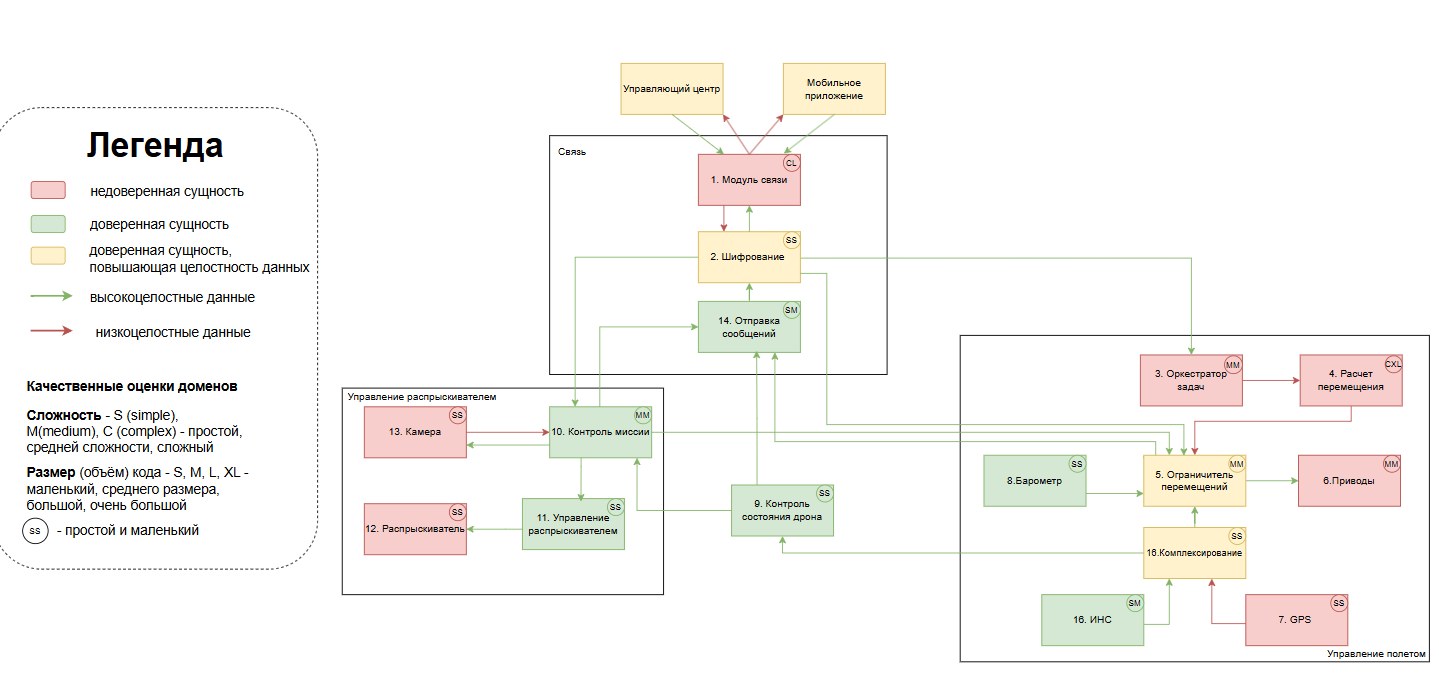 Легенда
недоверенная сущность
доверенная сущность
доверенная сущность,
повышающая целостность данных
высокоцелостные данные
низкоцелостные данные
Качественные оценки доменов
Сложность - S (simple),
M(medium), C (complex) - простой,
средней сложности, сложный
Размер (объём) кода - S, M, L, XL -
маленький, среднего размера,
большой, очень большой
SS - простой и маленький
Управляющий центр
Мобильное
приложение
Связь
CL
1. Модуль связи
SS
2. Шифрование
SM
14. Отправка
сообщений
Управление распрыскивателем
SS
13. Камера
MM
10. Контроль миссии
SS
12. Распрыскиватель
SS
11. Управление
распрыскивателем
SS
9. Контроль
состояния дрона
MM
3. Оркестратор
задач
CXL
4. Расчет
перемещения
SS
8.Барометр
MM
5. Ограничитель
перемещений
MM
6.Приводы
SS
16.Комплексирование
SM
16. ИНС
SS
7. GPS
Управление полетом